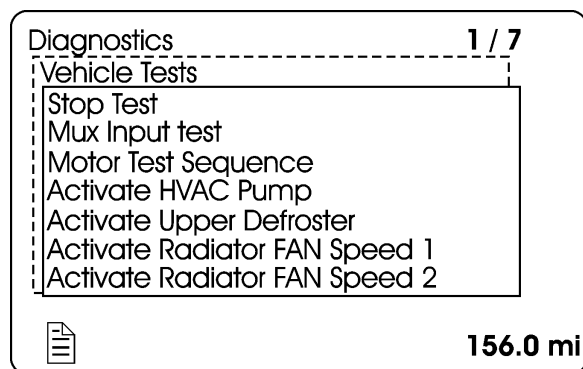 Diagnostics 1 / 7
Vehicle Tests
Stop Test
Mux Input test
Motor Test Sequence
Activate HVAC Pump
Activate Upper Defroster
Activate Radiator FAN Speed 1
Activate Radiator FAN Speed 2
156.0 mi